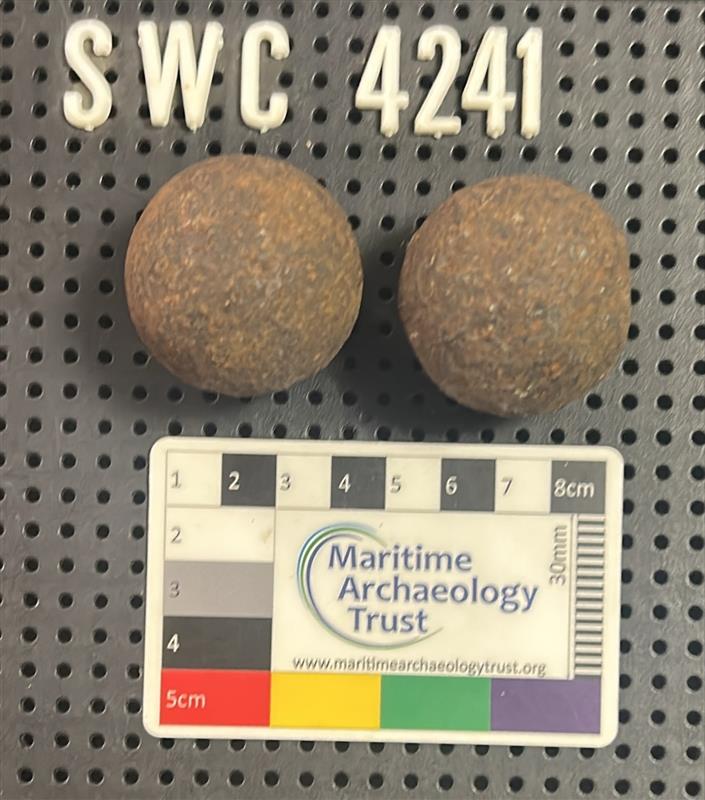 SWC 4241
1 2 3 4 5 6 7 8cm
2
3
4
5cm
30mm
Maritime
Archaeology
Trust
www.maritimearchaeologytrust.org